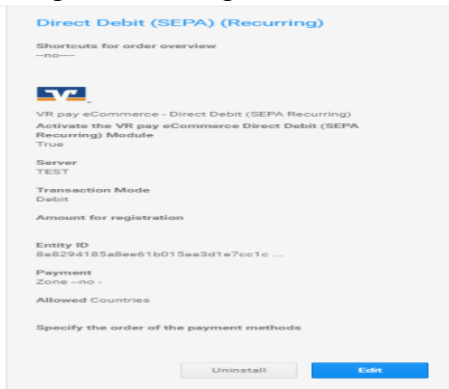 Direct Debit (SEPA) (Recurring)
Shortcuts for order overview
--no----
VR pay eCommerce - Direct Debit (SEPA Recurring)
Activate the VR pay eCommerce Direct Debit (SEPA
Recurring) Module
True
Server
TEST
Transaction Mode
Debit
Amount for registration
Entity ID
8a8294185a8ee61b015aa3d1e7cc1c ...
Payment
Zone --no -
Allowed Countries
Specify the order of the payment methods
Uninstall
Edit